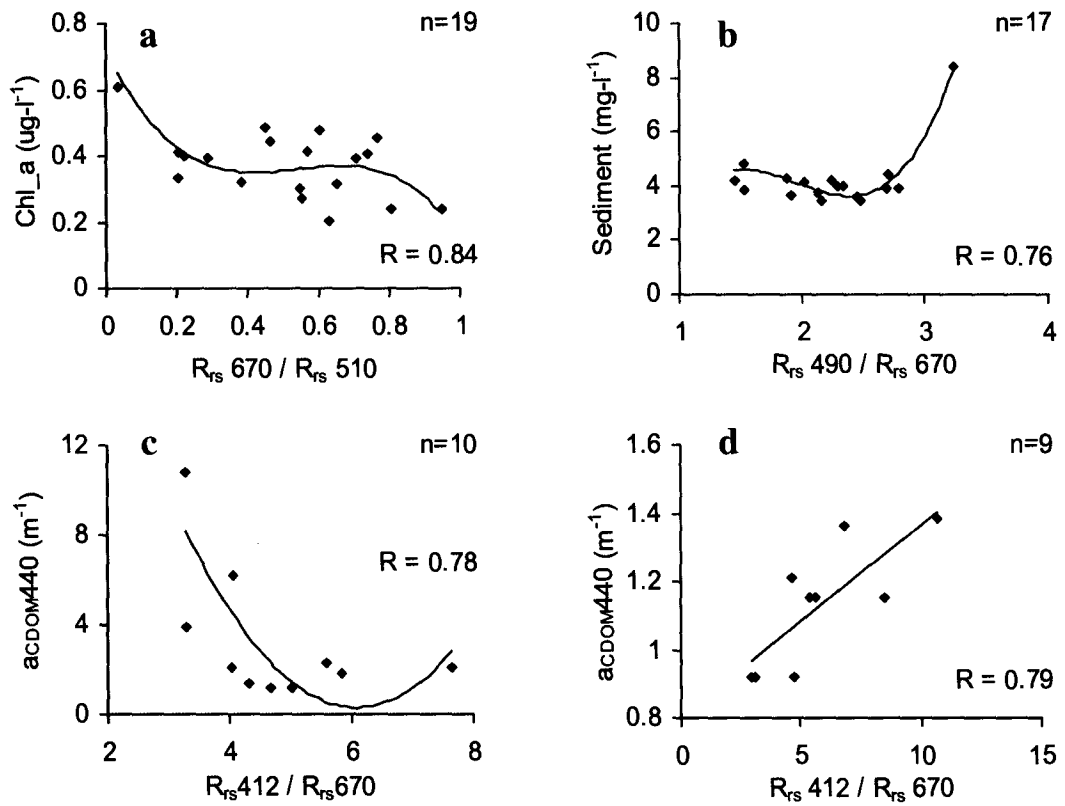 a
n=19
0.8
0.6
0.4
0.2
0
Chl_a (ug-l⁻¹)
R = 0.84
0 0.2 0.4 0.6 0.8 1
Rrs 670 / Rrs 510
b
n=17
10
8
6
4
2
0
Sediment (mg-l⁻¹)
R = 0.76
1 2 3 4
Rrs 490 / Rrs 670
c
n=10
12
8
4
0
aCDOM440 (m⁻¹)
R = 0.78
2 4 6 8
Rrs412 / Rrs670
d
n=9
1.6
1.4
1.2
1
0.8
aCDOM440 (m⁻¹)
R = 0.79
0 5 10 15
Rrs 412 / Rrs 670